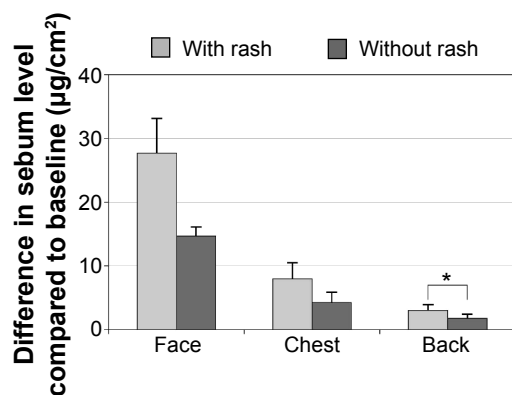 With rash
Without rash
Difference in sebum level
compared to baseline (µg/cm²)
40
30
20
10
0
*
Face
Chest
Back